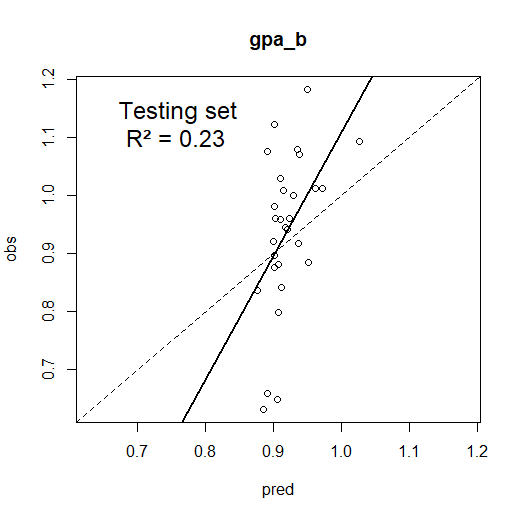 gpa_b
Testing set
R² = 0.23
1.2
1.1
1.0
0.9
0.8
0.7
obs
0.7 0.8 0.9 1.0 1.1 1.2
pred